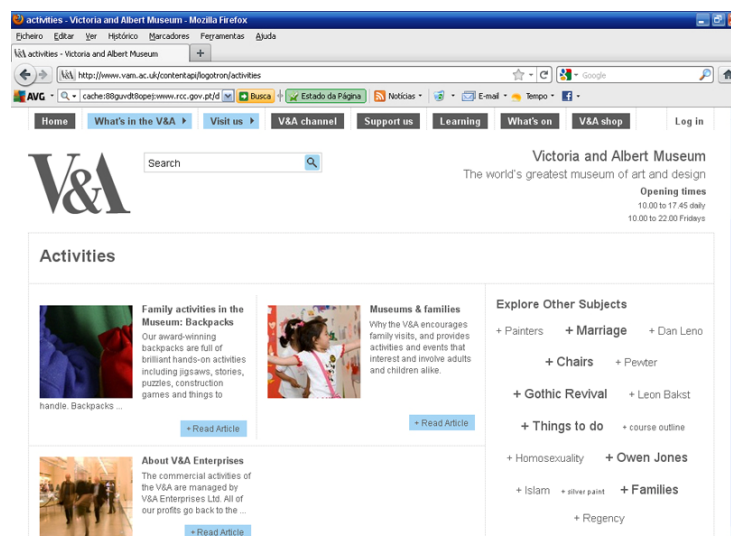 activities - Victoria and Albert Museum - Mozilla Firefox
Ficheiro Editar Ver Histórico Marcadores Ferramentas Ajuda
V&A activities - Victoria and Albert Museum +
V&A http://www.vam.ac.uk/contentapi/logotron/activities Google
AVG cache:88guvdt8opej:www.rcc.gov.pt/d Busca Estado da Página Notícias E-mail Tempo
Home What's in the V&A Visit us V&A channel Support us Learning What's on V&A shop Log in
V&A
Search
Victoria and Albert Museum
The world's greatest museum of art and design
Opening times
10.00 to 17.45 daily
10.00 to 22.00 Fridays
Activities
Family activities in the
Museum: Backpacks
Our award-winning
backpacks are full of
brilliant hands-on activities
including jigsaws, stories,
puzzles, construction
games and things to
handle. Backpacks ...
+ Read Article
Museums & families
Why the V&A encourages
family visits, and provides
activities and events that
interest and involve adults
and children alike.
+ Read Article
About V&A Enterprises
The commercial activities of
the V&A are managed by
V&A Enterprises Ltd. All of
our profits go back to the ...
+ Read Article
Explore Other Subjects
+ Painters + Marriage + Dan Leno
+ Chairs + Pewter
+ Gothic Revival + Leon Bakst
+ Things to do + course outline
+ Homosexuality + Owen Jones
+ Islam + silver paint + Families
+ Regency